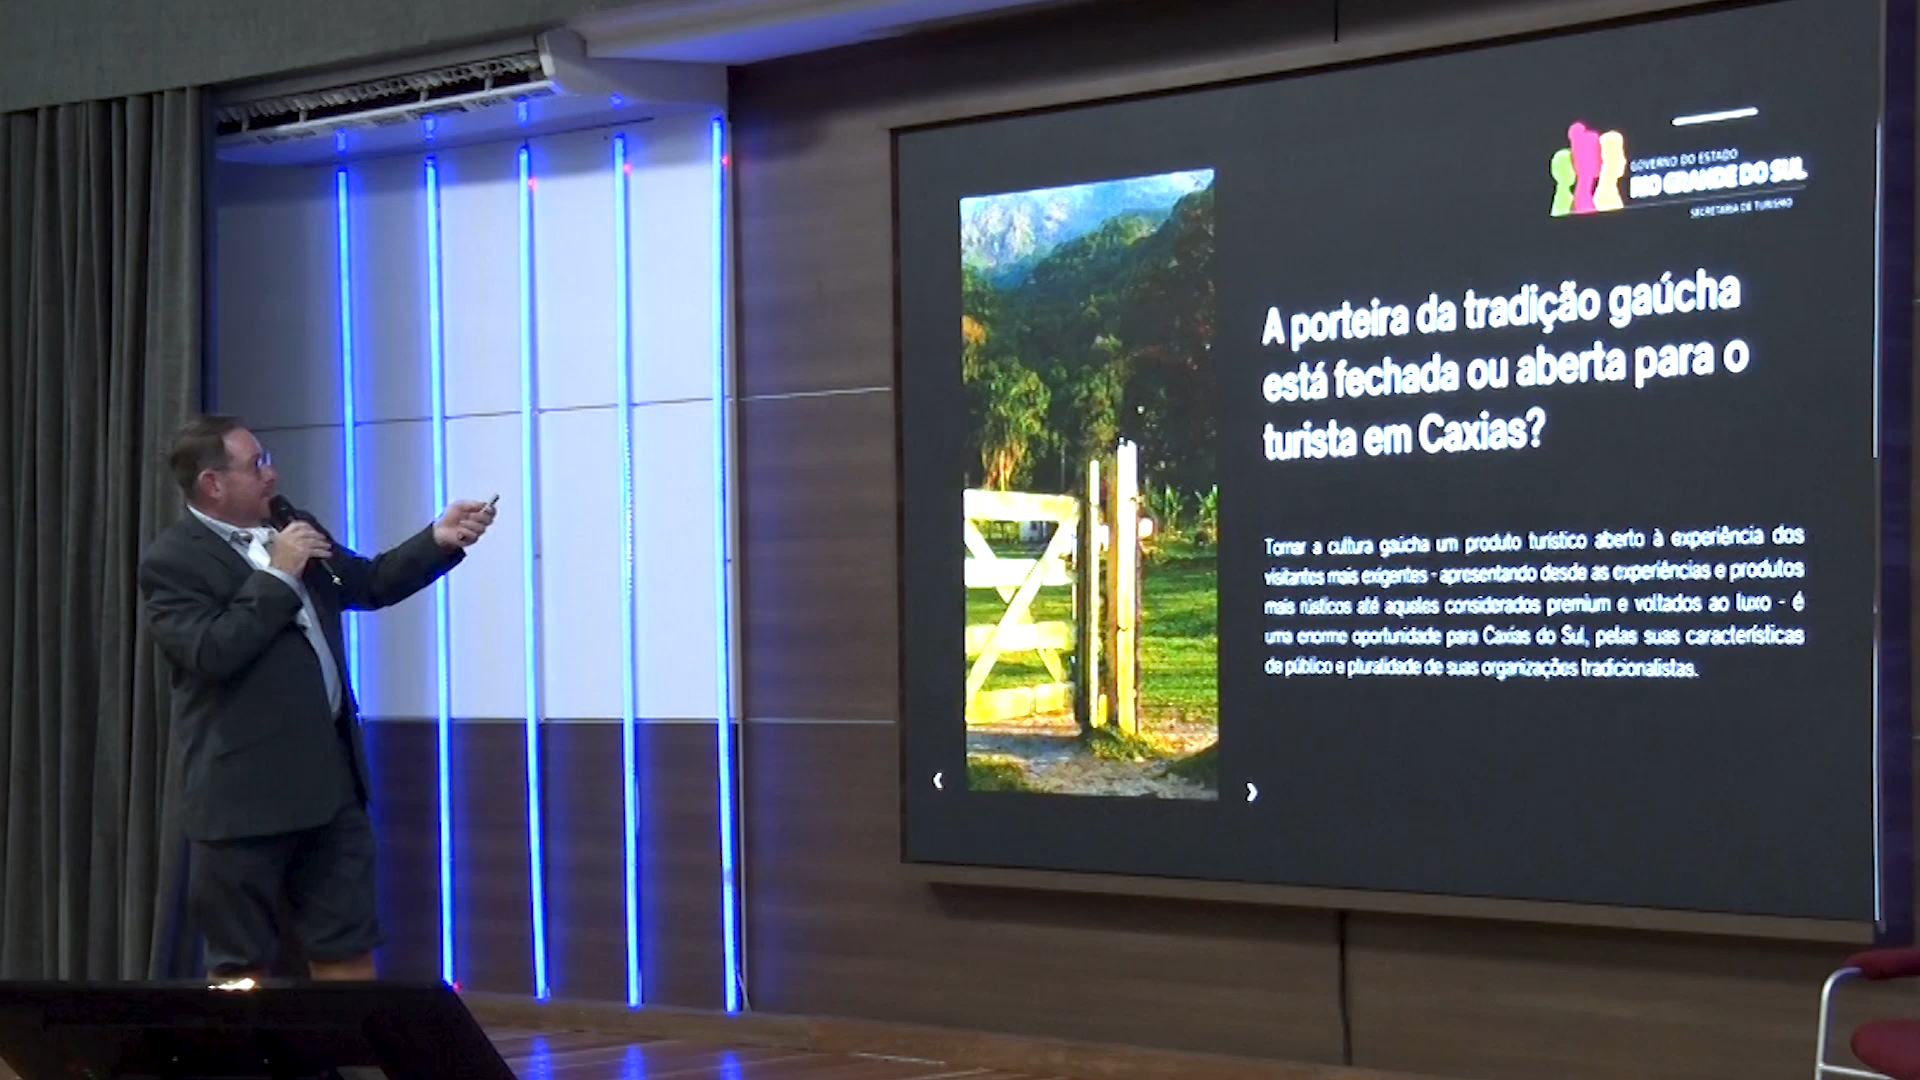 GOVERNO DO ESTADO
RIO GRANDE DO SUL
SECRETARIA DE TURISMO
A porteira da tradição gaúcha
está fechada ou aberta para o
turista em Caxias?
Tornar a cultura gaúcha um produto turístico aberto à experiência dos
visitantes mais exigentes - apresentando desde as experiências e produtos
mais rústicos até aqueles considerados premium e voltados ao luxo - é
uma enorme oportunidade para Caxias do Sul, pelas suas características
de público e pluralidade de suas organizações tradicionalistas.